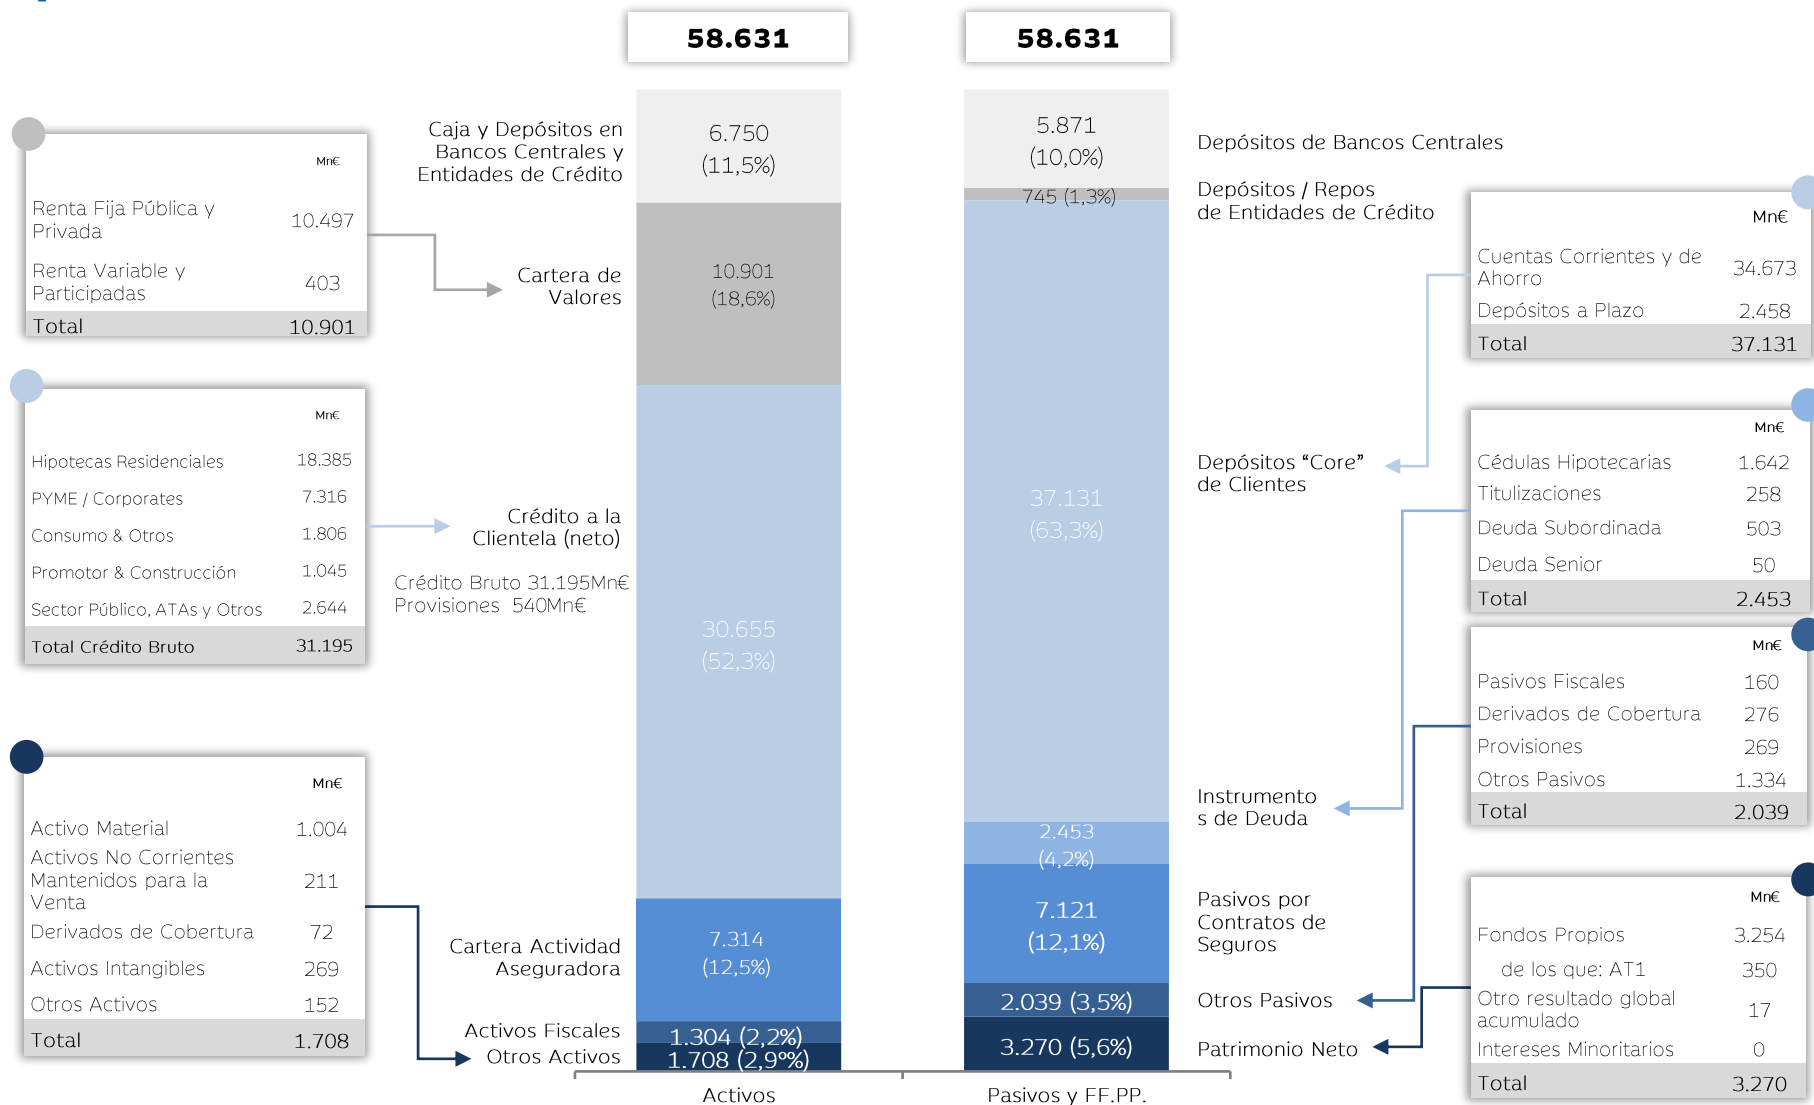 58.631
58.631
Mn€
Renta Fija Pública y
Privada
10.497
Renta Variable y
Participadas
403
Total 10.901
Mn€
Hipotecas Residenciales 18.385
PYME / Corporates 7.316
Consumo & Otros 1.806
Promotor & Construcción 1.045
Sector Público, ATAs y Otros 2.644
Total Crédito Bruto 31.195
Mn€
Activo Material 1.004
Activos No Corrientes
Mantenidos para la
Venta
211
Derivados de Cobertura 72
Activos Intangibles 269
Otros Activos 152
Total 1.708
Caja y Depósitos en
Bancos Centrales y
Entidades de Crédito
Cartera de
Valores
Crédito a la
Clientela (neto)
Crédito Bruto 31.195Mn€
Provisiones 540Mn€
Cartera Actividad
Aseguradora
Activos Fiscales
Otros Activos
6.750
(11,5%)
10.901
(18,6%)
30.655
(52,3%)
7.314
(12,5%)
1.304 (2,2%)
1.708 (2,9%)
Activos
5.871
(10,0%)
745 (1,3%)
37.131
(63,3%)
2.453
(4,2%)
7.121
(12,1%)
2.039 (3,5%)
3.270 (5,6%)
Pasivos y FF.PP.
Depósitos de Bancos Centrales
Depósitos / Repos
de Entidades de Crédito
Depósitos “Core”
de Clientes
Instrumento
s de Deuda
Pasivos por
Contratos de
Seguros
Otros Pasivos
Patrimonio Neto
Mn€
Cuentas Corrientes y de
Ahorro
34.673
Depósitos a Plazo 2.458
Total 37.131
Mn€
Cédulas Hipotecarias 1.642
Titulizaciones 258
Deuda Subordinada 503
Deuda Senior 50
Total 2.453
Mn€
Pasivos Fiscales 160
Derivados de Cobertura 276
Provisiones 269
Otros Pasivos 1.334
Total 2.039
Mn€
Fondos Propios 3.254
de los que: AT1 350
Otro resultado global
acumulado
17
Intereses Minoritarios 0
Total 3.270